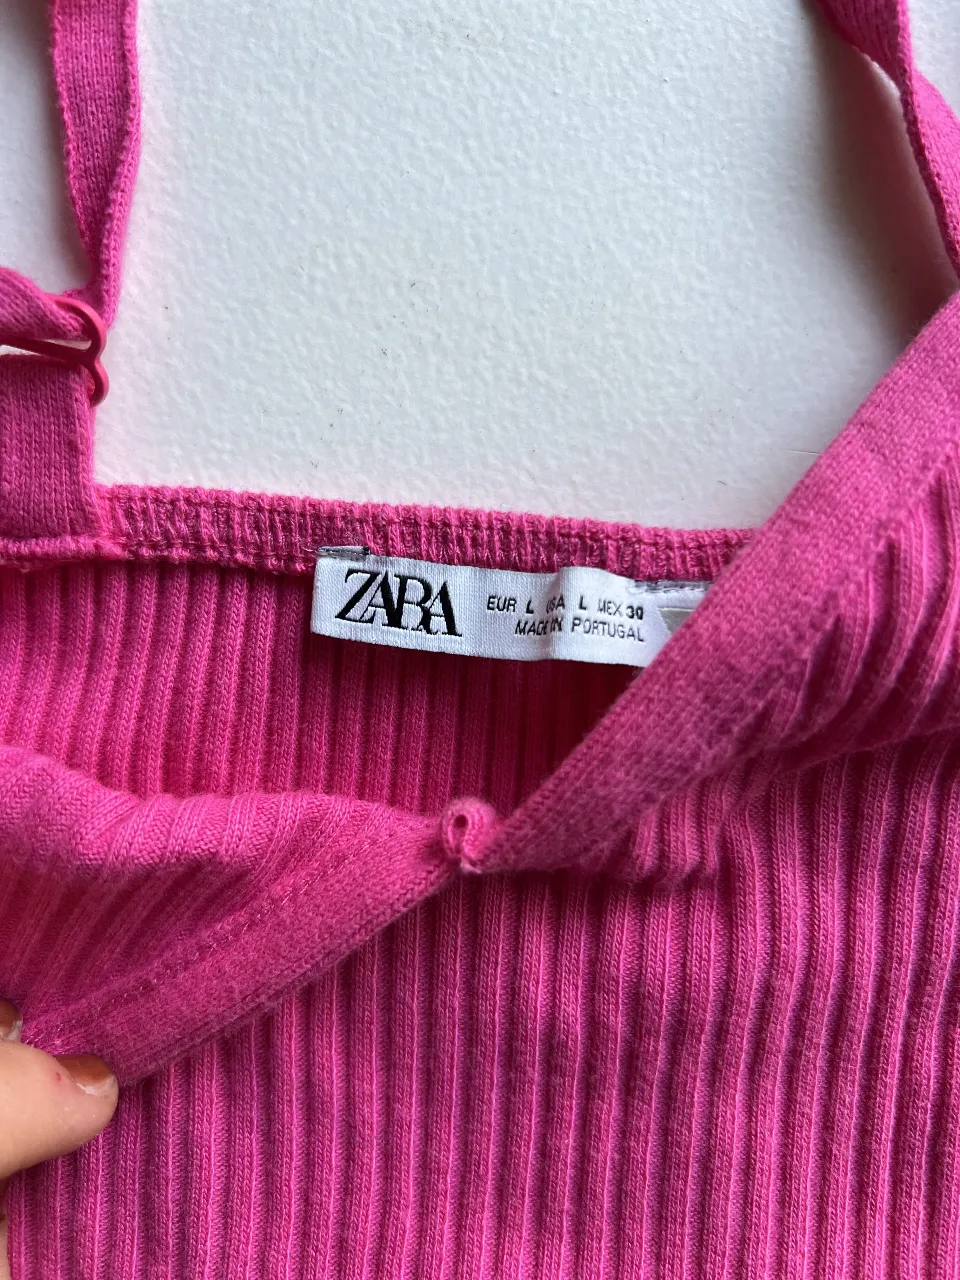 ZARA
EUR L USA L MEX 30
MADE IN PORTUGAL